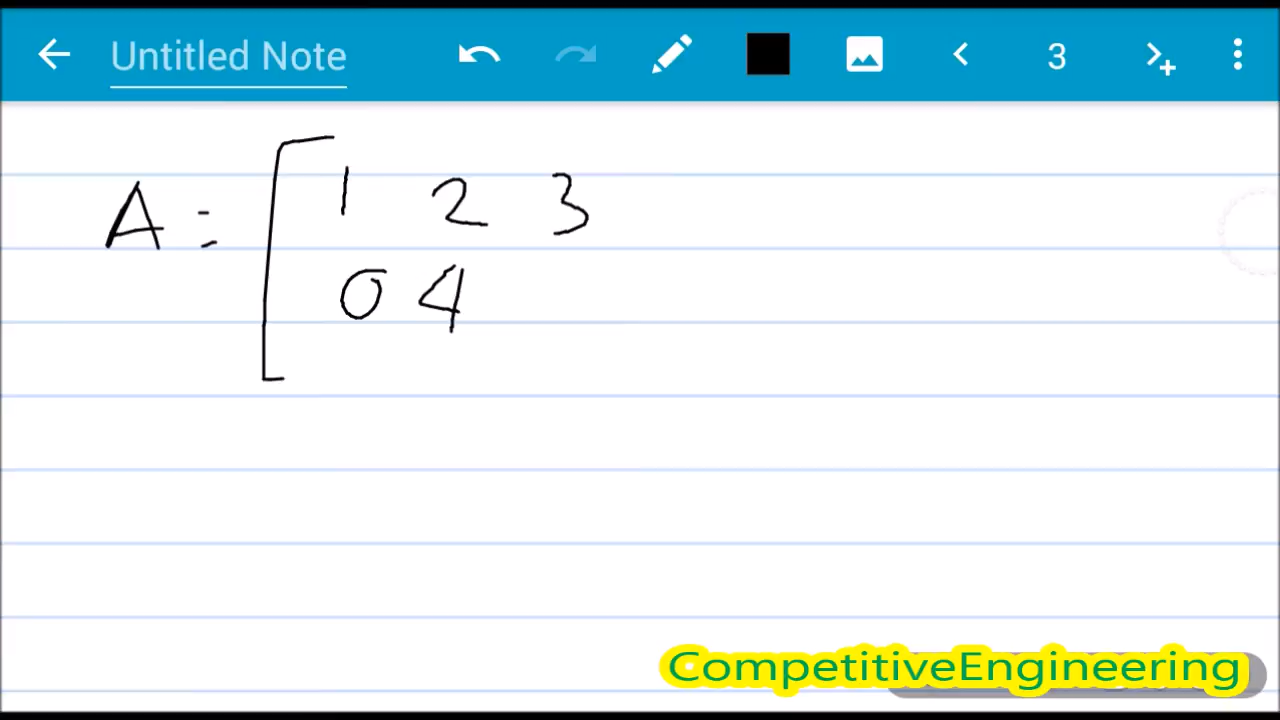 Untitled Note 3
A = [ 1 2 3
0 4
CompetitiveEngineering